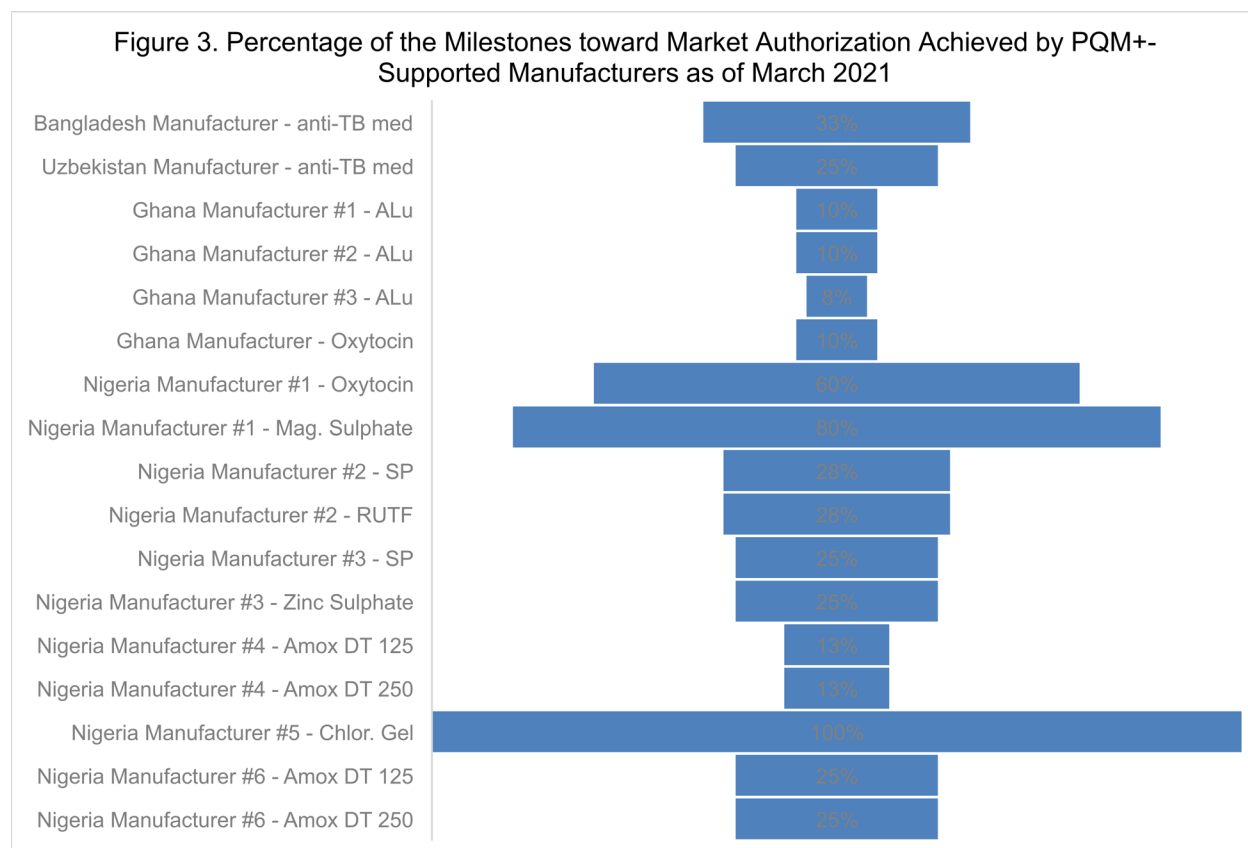 Figure 3. Percentage of the Milestones toward Market Authorization Achieved by PQM+-
Supported Manufacturers as of March 2021
Bangladesh Manufacturer - anti-TB med 33%
Uzbekistan Manufacturer - anti-TB med 25%
Ghana Manufacturer #1 - ALu 10%
Ghana Manufacturer #2 - ALu 10%
Ghana Manufacturer #3 - ALu 8%
Ghana Manufacturer - Oxytocin 10%
Nigeria Manufacturer #1 - Oxytocin 60%
Nigeria Manufacturer #1 - Mag. Sulphate 80%
Nigeria Manufacturer #2 - SP 28%
Nigeria Manufacturer #2 - RUTF 28%
Nigeria Manufacturer #3 - SP 25%
Nigeria Manufacturer #3 - Zinc Sulphate 25%
Nigeria Manufacturer #4 - Amox DT 125 13%
Nigeria Manufacturer #4 - Amox DT 250 13%
Nigeria Manufacturer #5 - Chlor. Gel 100%
Nigeria Manufacturer #6 - Amox DT 125 25%
Nigeria Manufacturer #6 - Amox DT 250 25%